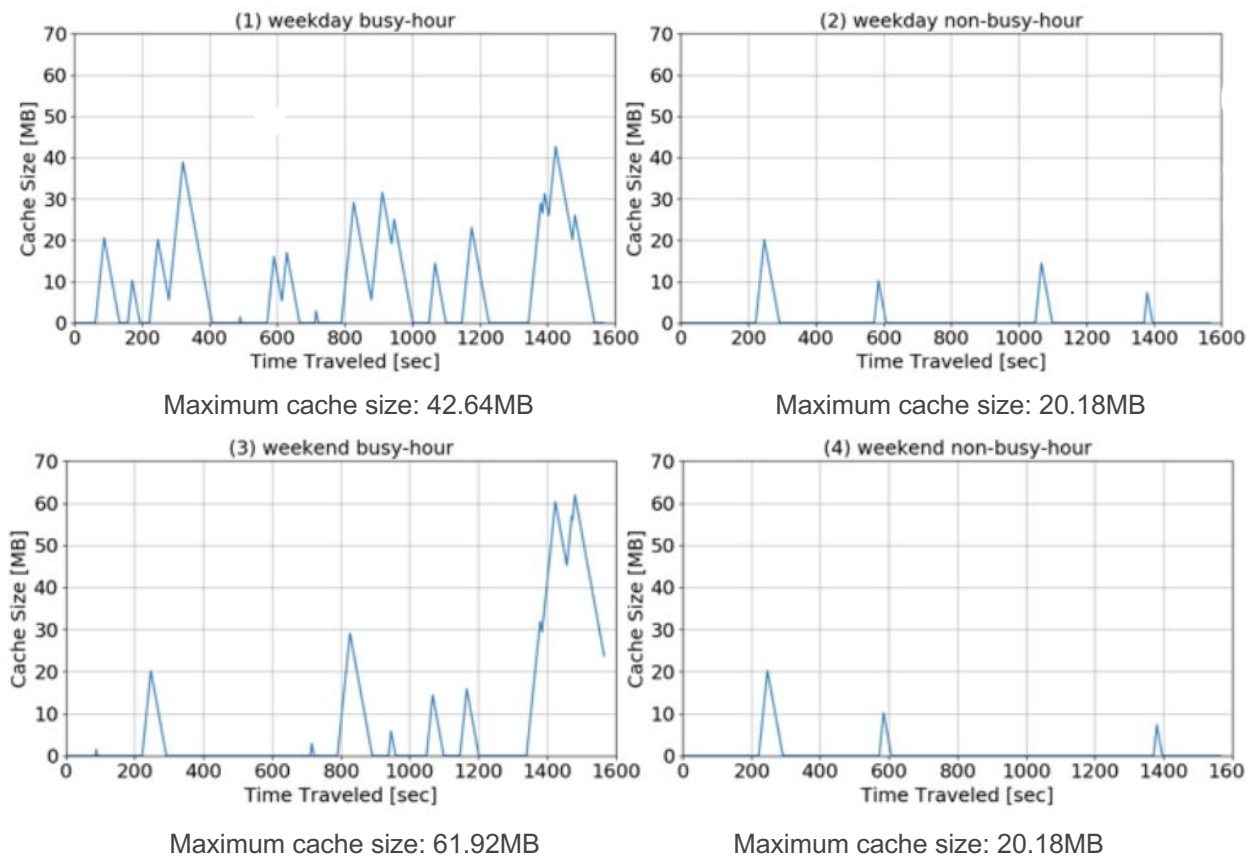 (1) weekday busy-hour
70
60
50
40
30
20
10
0
Cache Size [MB]
0 200 400 600 800 1000 1200 1400 1600
Time Traveled [sec]
Maximum cache size: 42.64MB
(2) weekday non-busy-hour
70
60
50
40
30
20
10
0
Cache Size [MB]
0 200 400 600 800 1000 1200 1400 1600
Time Traveled [sec]
Maximum cache size: 20.18MB
(3) weekend busy-hour
70
60
50
40
30
20
10
0
Cache Size [MB]
0 200 400 600 800 1000 1200 1400 1600
Time Traveled [sec]
Maximum cache size: 61.92MB
(4) weekend non-busy-hour
70
60
50
40
30
20
10
0
Cache Size [MB]
0 200 400 600 800 1000 1200 1400 160
Time Traveled [sec]
Maximum cache size: 20.18MB